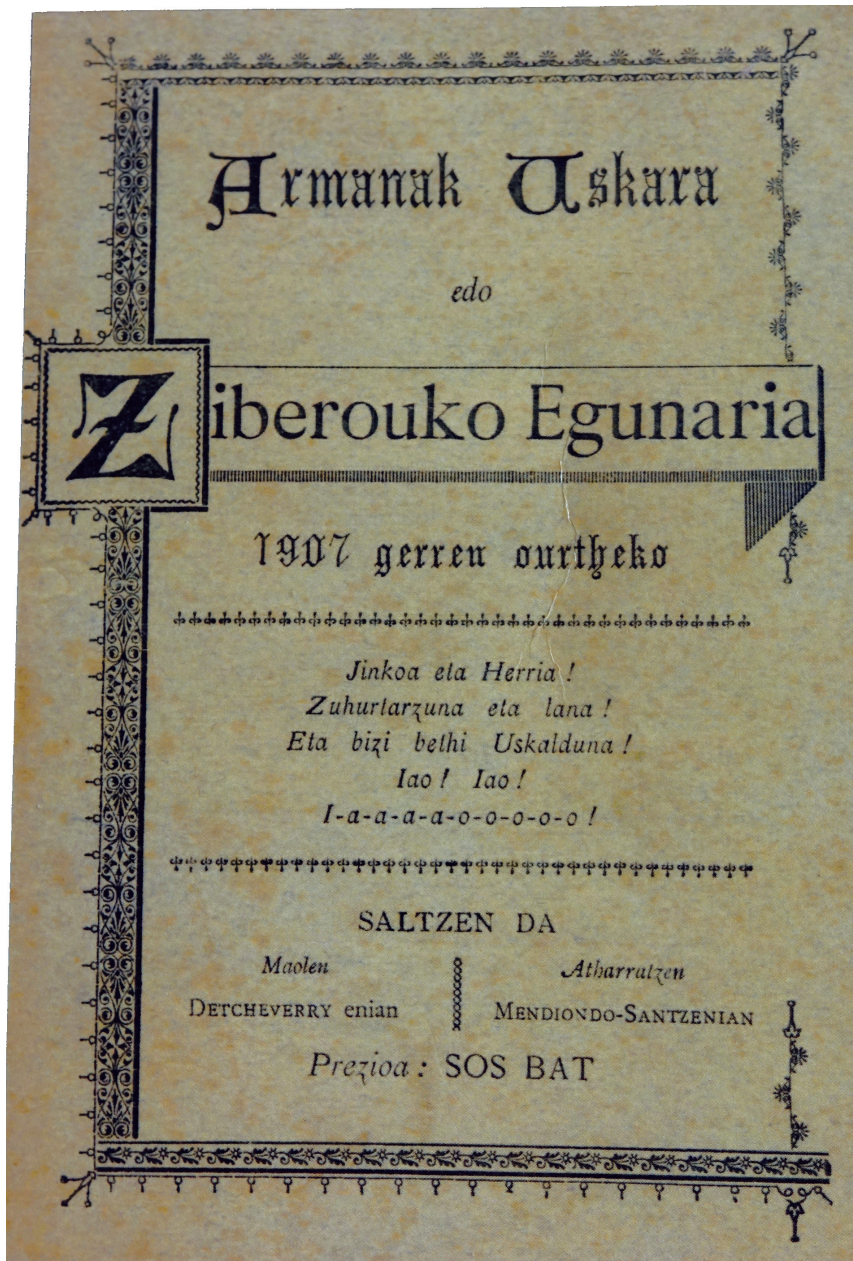 Armanak Uskara
edo
Ziberouko Egunaria
1907 gerren ourtheko
Jinkoa eta Herria !
Zuhurtarzuna eta lana !
Eta bizi bethi Uskalduna !
Iao ! Iao !
I-a-a-a-a-o-o-o-o-o !
SALTZEN DA
Maolen
DETCHEVERRY enian
Atharratzen
MENDIONDO-SANTZENIAN
Prezioa : SOS BAT